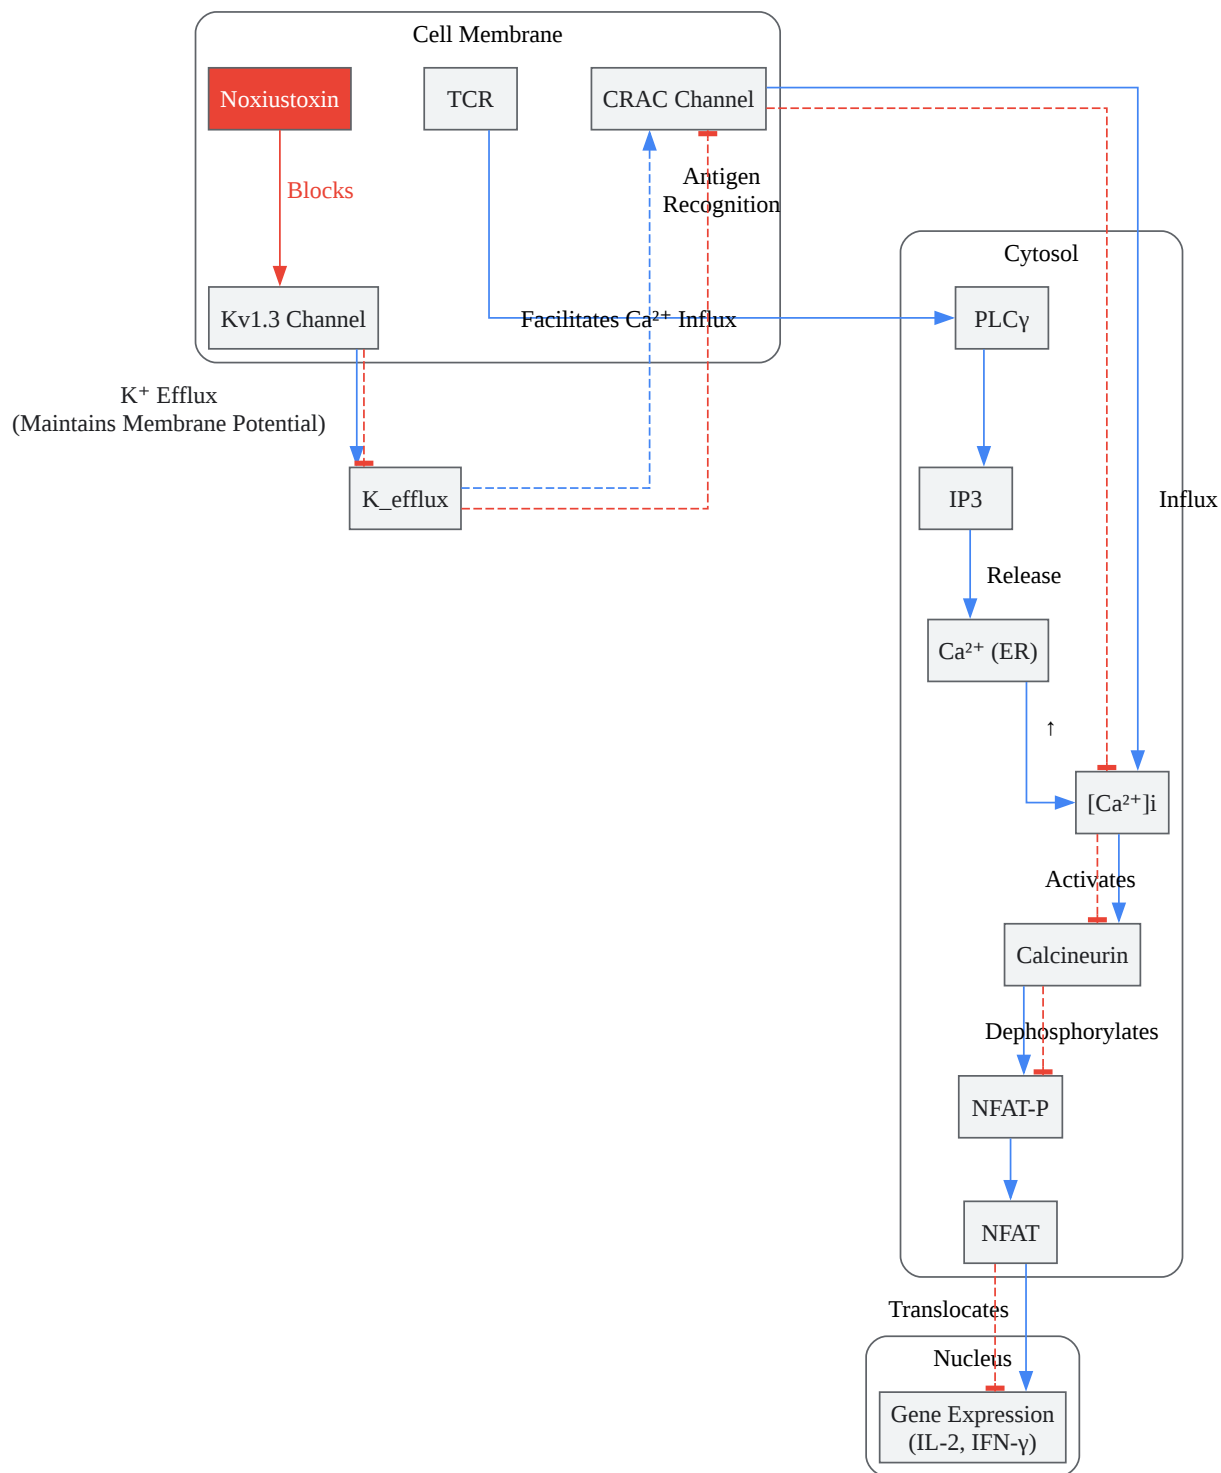 Cell Membrane
Noxiustoxin
TCR
CRAC Channel
Blocks
Antigen
Recognition
Cytosol
Kv1.3 Channel
Facilitates Ca²⁺ Influx
PLCγ
K⁺ Efflux
(Maintains Membrane Potential)
K_efflux
IP3
Influx
Release
Ca²⁺ (ER)
↑
[Ca²⁺]i
Activates
Calcineurin
Dephosphorylates
NFAT-P
NFAT
Translocates
Nucleus
Gene Expression
(IL-2, IFN-γ)